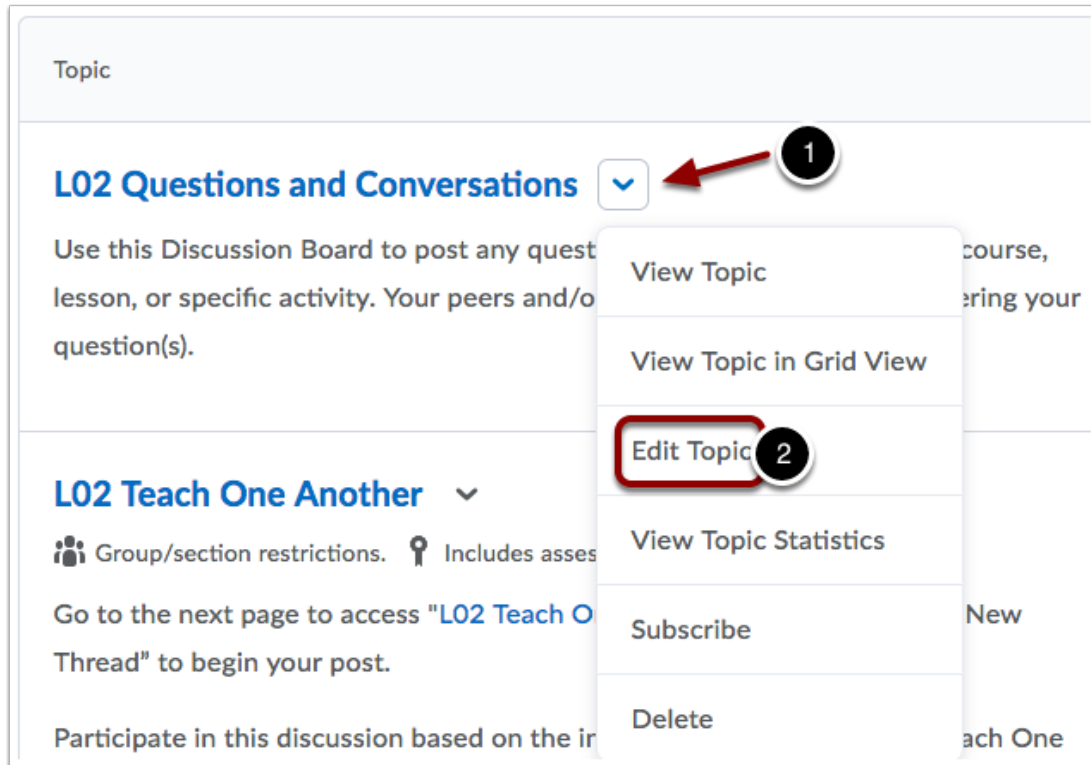 Topic
L02 Questions and Conversations
1
Use this Discussion Board to post any quest
course,
lesson, or specific activity. Your peers and/o
ering your
question(s).
View Topic
View Topic in Grid View
Edit Topic
2
View Topic Statistics
Subscribe
Delete
L02 Teach One Another
Group/section restrictions. Includes asses
Go to the next page to access "L02 Teach O
New
Thread” to begin your post.
Participate in this discussion based on the in
ach One